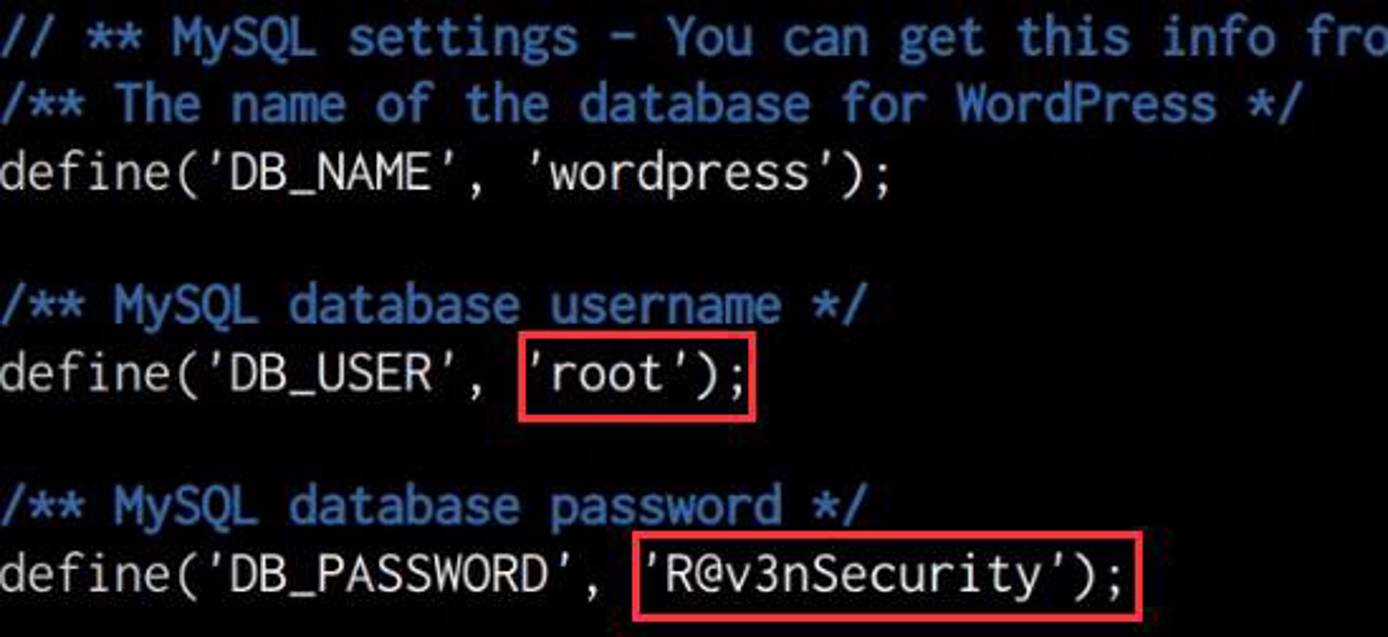 // ** MySQL settings - You can get this info fro
/** The name of the database for WordPress */
define('DB_NAME', 'wordpress');
/** MySQL database username */
define('DB_USER', 'root');
/** MySQL database password */
define('DB_PASSWORD', 'R@v3nSecurity');